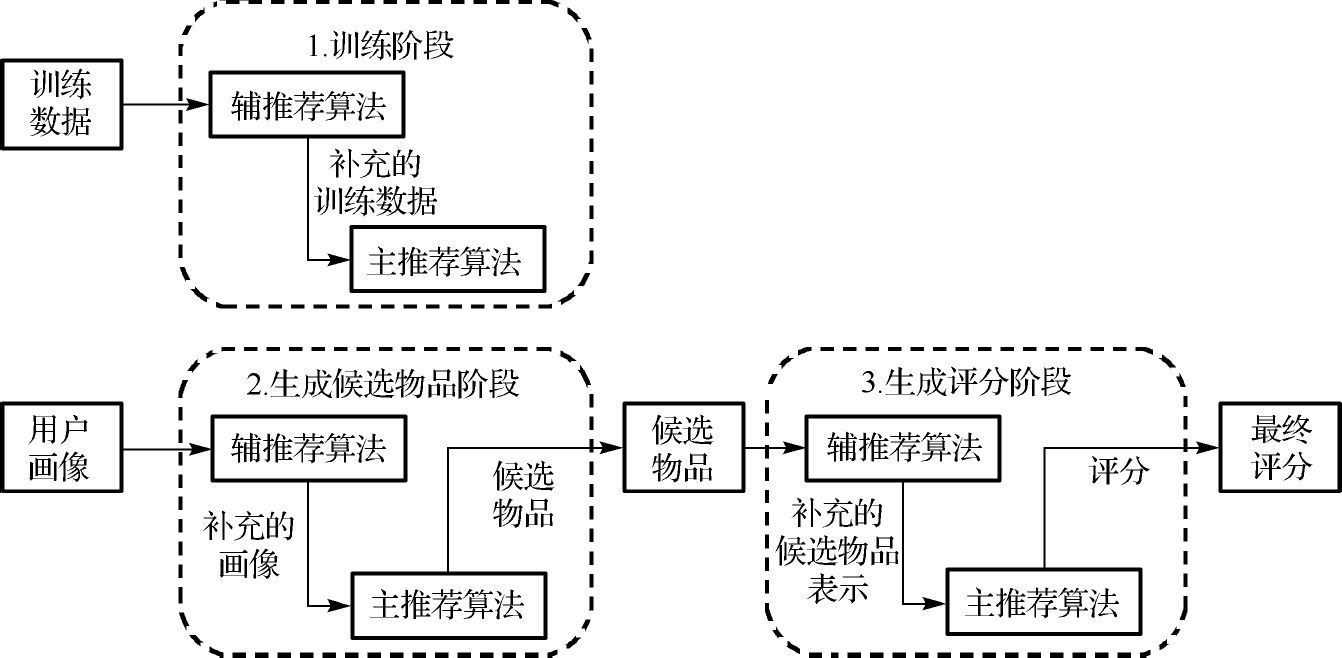 1.训练阶段
训练
数据
辅推荐算法
补充的
训练数据
主推荐算法
2.生成候选物品阶段
用户
画像
辅推荐算法
补充的
画像
主推荐算法
候选
物品
候选
物品
3.生成评分阶段
辅推荐算法
补充的
候选物品
表示
主推荐算法
评分
最终
评分